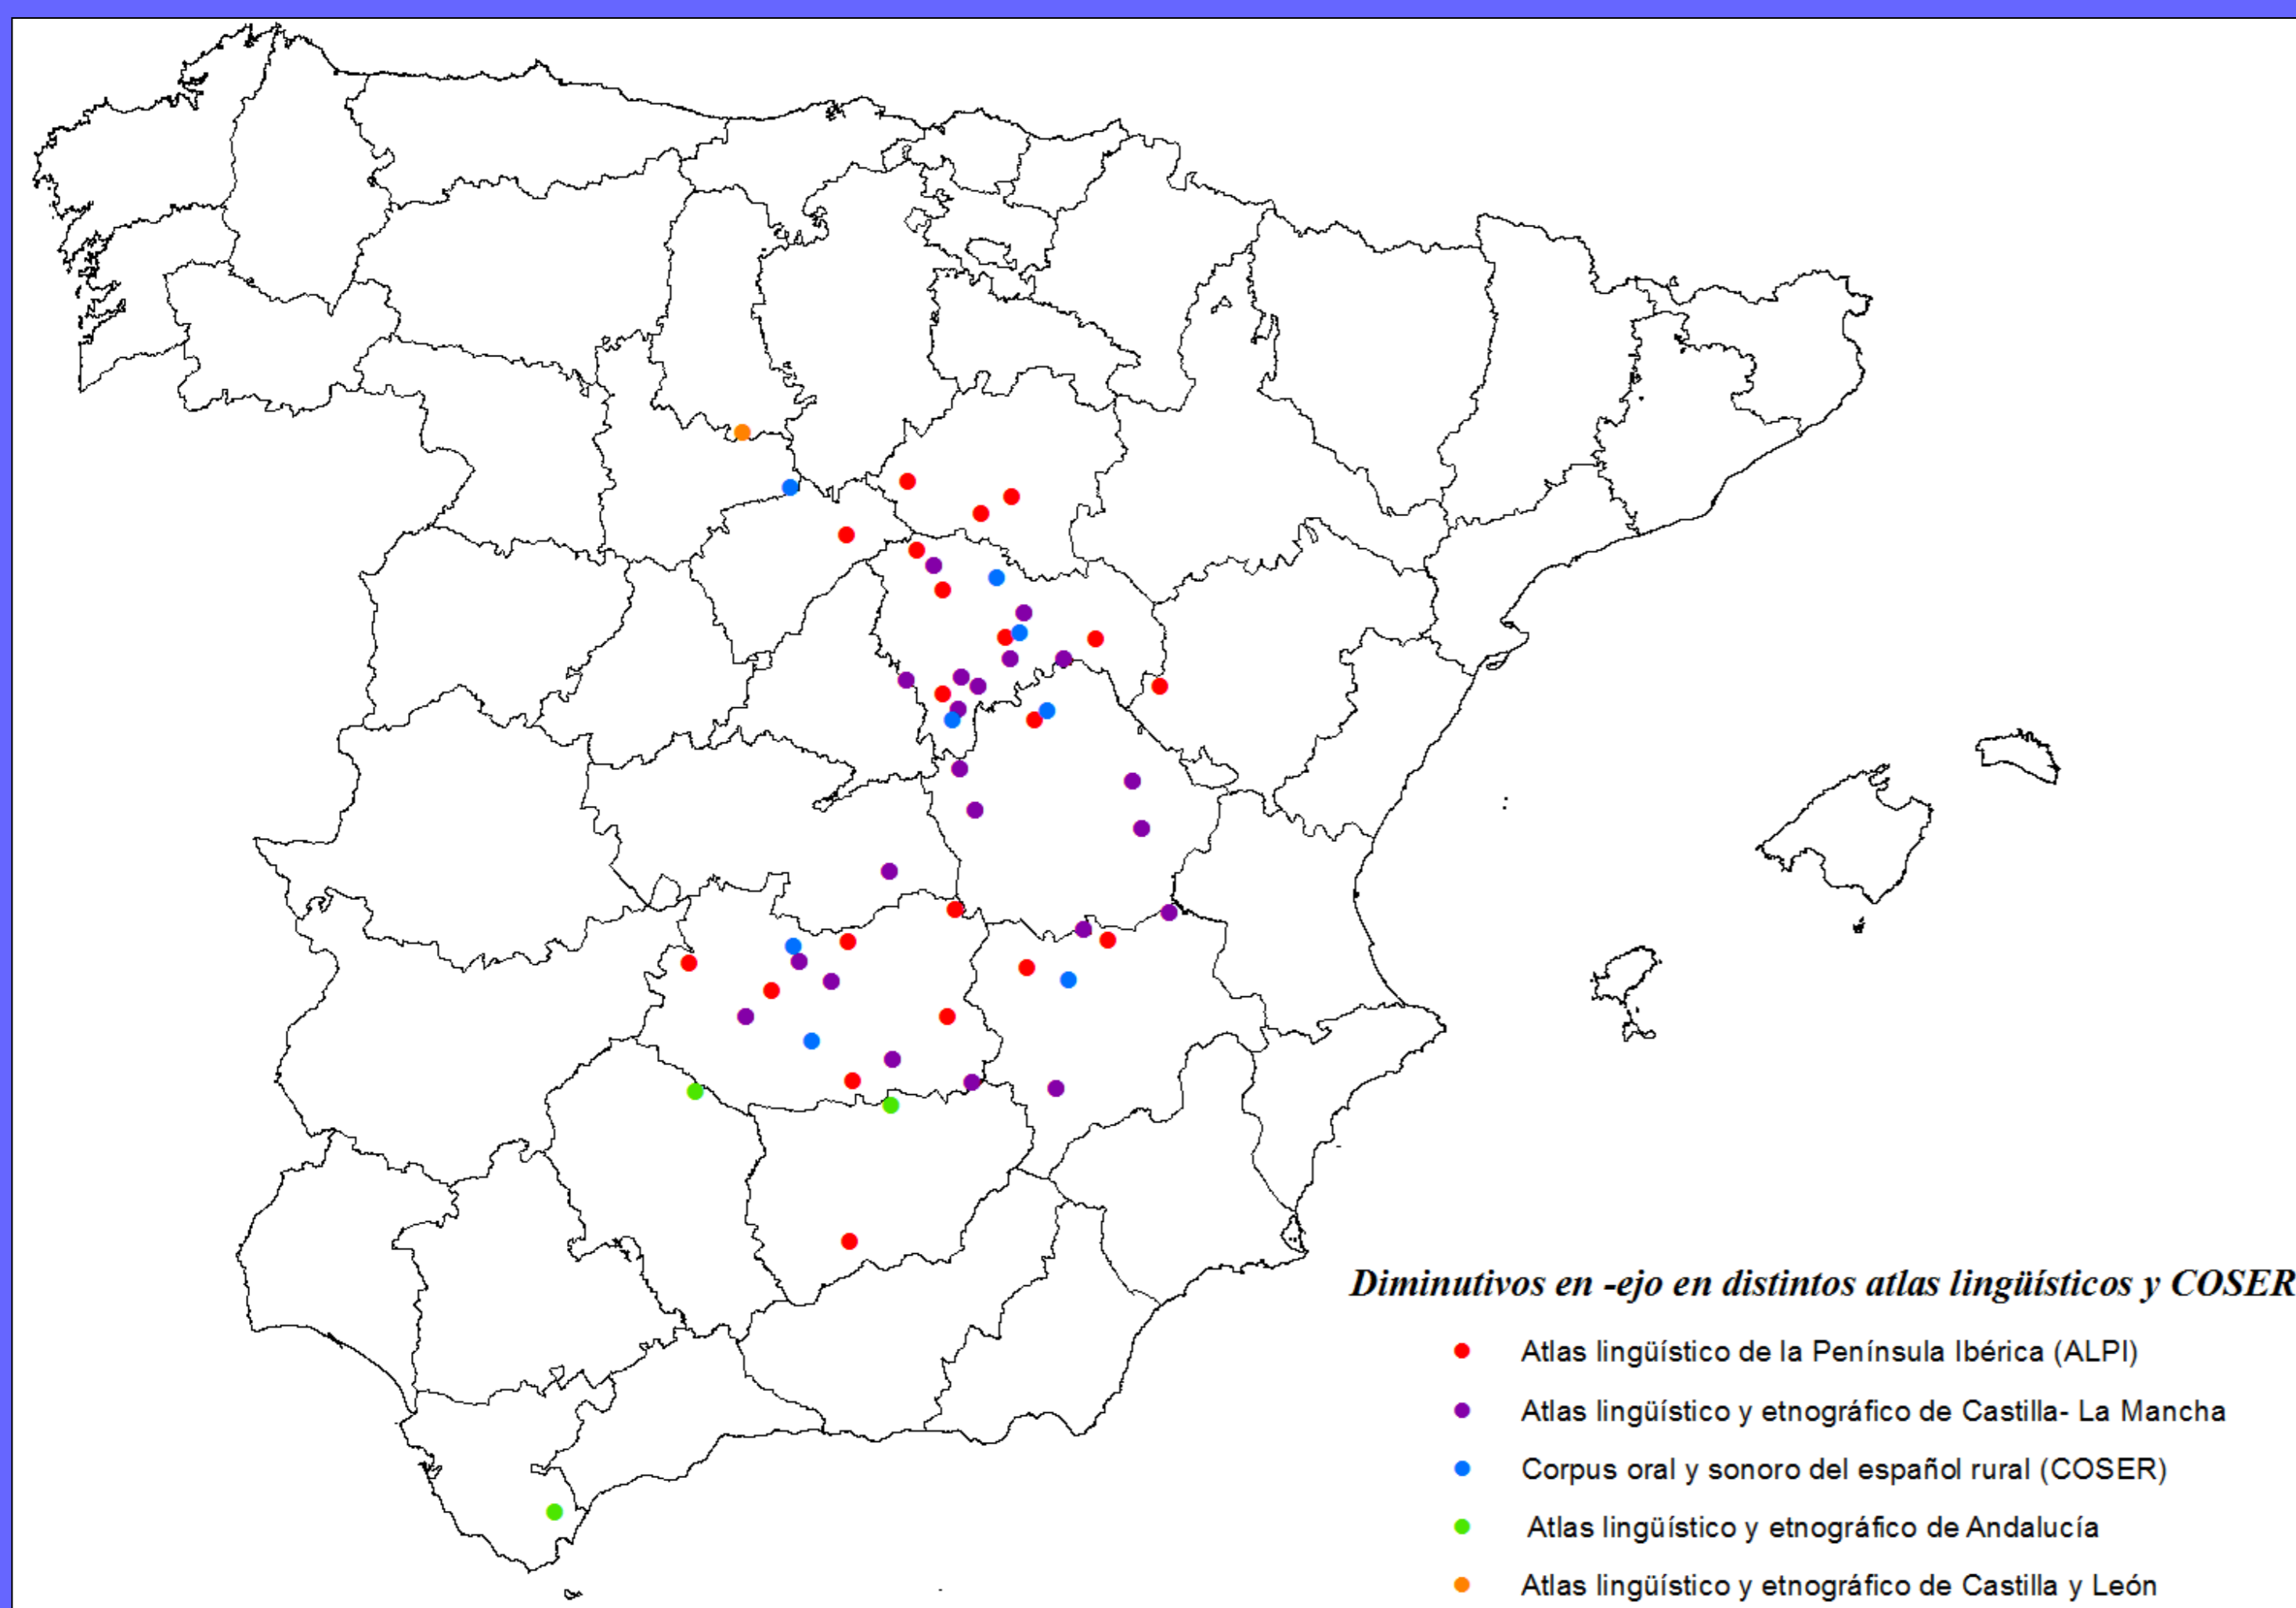 Diminutivos en -ejo en distintos atlas lingüísticos y COSER
Atlas lingüístico de la Península Ibérica (ALPI)
Atlas lingüístico y etnográfico de Castilla- La Mancha
Corpus oral y sonoro del español rural (COSER)
Atlas lingüístico y etnográfico de Andalucía
Atlas lingüístico y etnográfico de Castilla y León